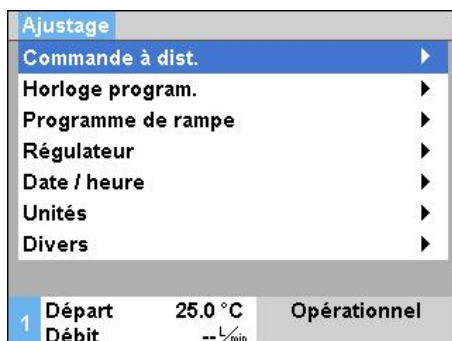 Ajustage
Commande à dist.
Horloge program.
Programme de rampe
Régulateur
Date / heure
Unités
Divers
1 Départ 25.0 °C Opérationnel
Débit -- L/min